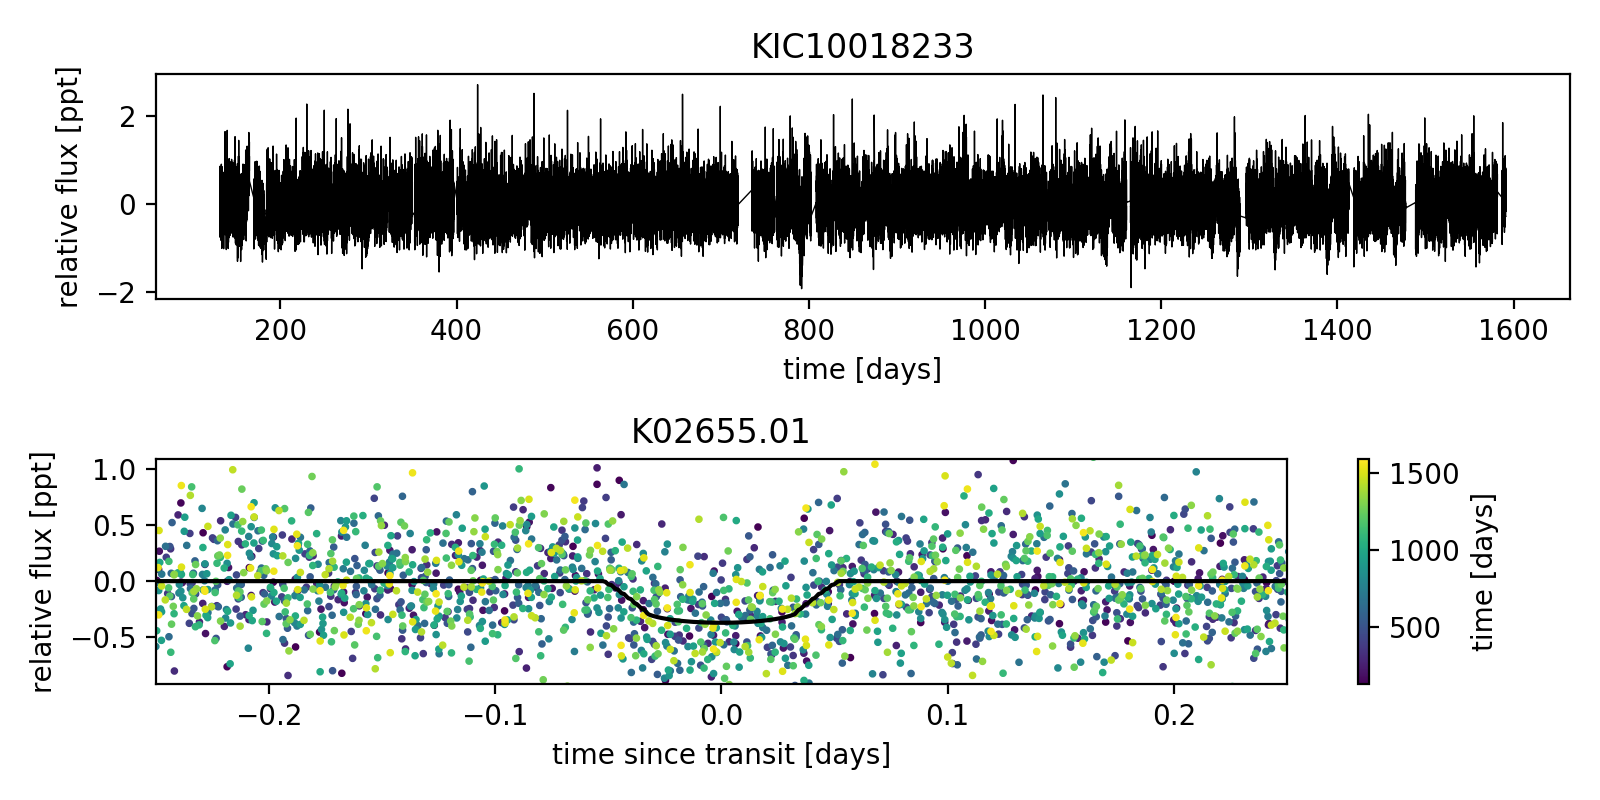 KIC10018233
relative flux [ppt]
2
0
−2
200 400 600 800 1000 1200 1400 1600
time [days]
K02655.01
relative flux [ppt]
1.0
0.5
0.0
−0.5
−0.2 −0.1 0.0 0.1 0.2
time since transit [days]
1500
1000
500
time [days]